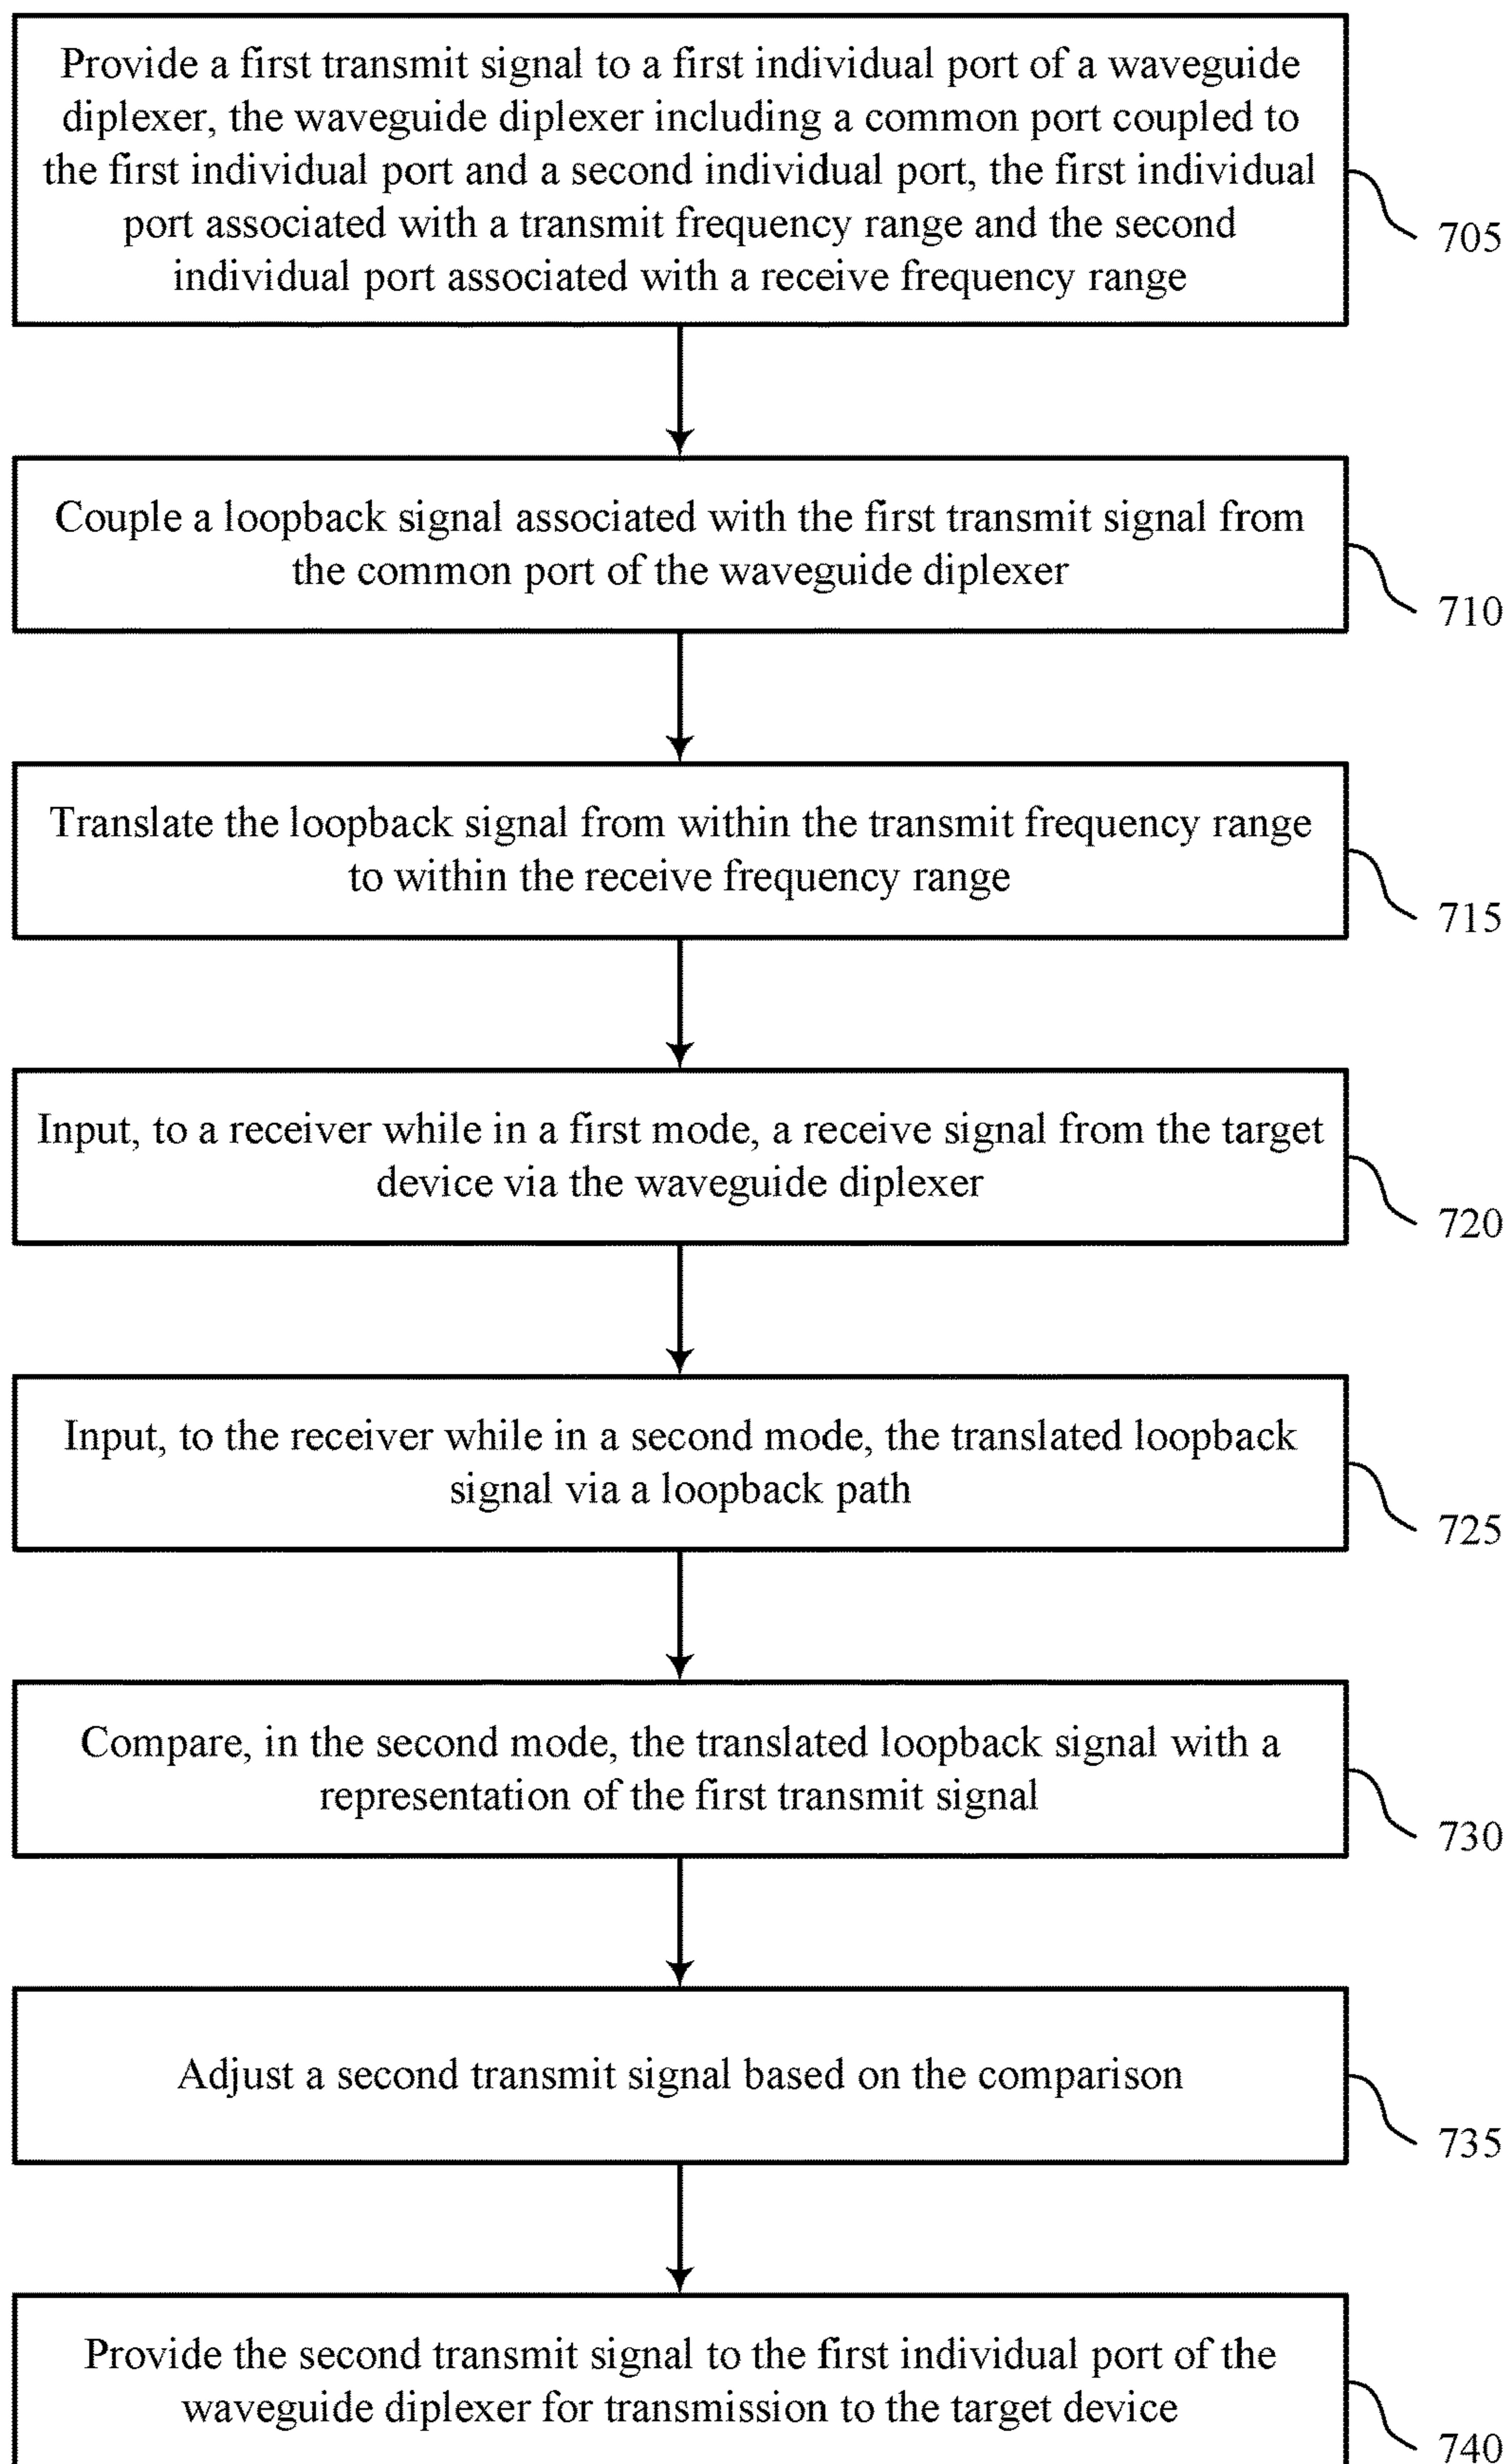 Provide a first transmit signal to a first individual port of a waveguide
diplexer, the waveguide diplexer including a common port coupled to
the first individual port and a second individual port, the first individual
port associated with a transmit frequency range and the second
individual port associated with a receive frequency range
705
Couple a loopback signal associated with the first transmit signal from
the common port of the waveguide diplexer
710
Translate the loopback signal from within the transmit frequency range
to within the receive frequency range
715
Input, to a receiver while in a first mode, a receive signal from the target
device via the waveguide diplexer
720
Input, to the receiver while in a second mode, the translated loopback
signal via a loopback path
725
Compare, in the second mode, the translated loopback signal with a
representation of the first transmit signal
730
Adjust a second transmit signal based on the comparison
735
Provide the second transmit signal to the first individual port of the
waveguide diplexer for transmission to the target device
740